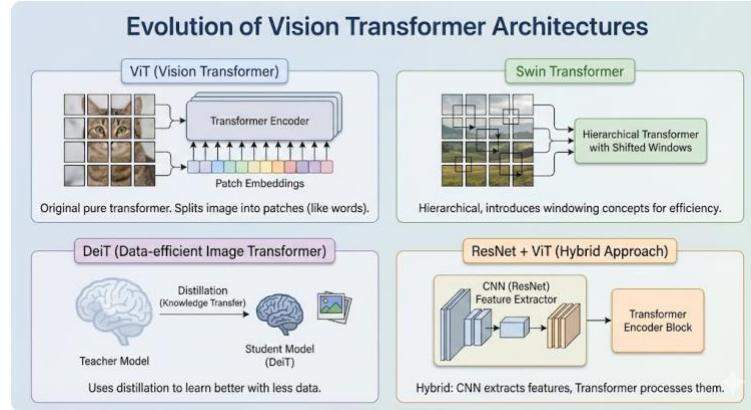 Evolution of Vision Transformer Architectures
ViT (Vision Transformer)
Transformer Encoder
Patch Embeddings
Original pure transformer. Splits image into patches (like words).
Swin Transformer
Hierarchical Transformer
with Shifted Windows
Hierarchical, introduces windowing concepts for efficiency.
DeiT (Data-efficient Image Transformer)
Distillation
(Knowledge Transfer)
Teacher Model
Student Model
(DeiT)
Uses distillation to learn better with less data.
ResNet + ViT (Hybrid Approach)
CNN (ResNet)
Feature Extractor
Transformer
Encoder Block
Hybrid: CNN extracts features, Transformer processes them.